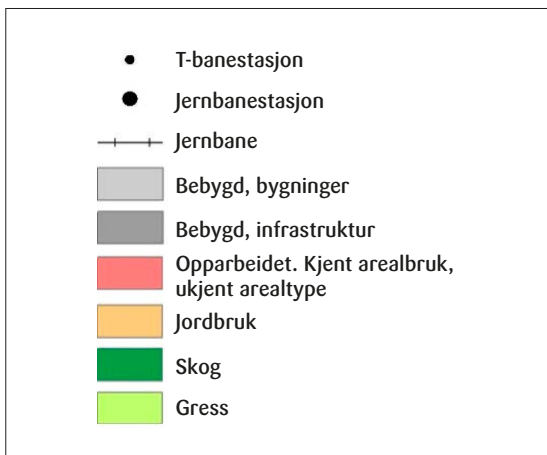 T-banestasjon
Jernbanestasjon
Jernbane
Bebygd, bygninger
Bebygd, infrastruktur
Opparbeidet. Kjent arealbruk,
ukjent arealtype
Jordbruk
Skog
Gress